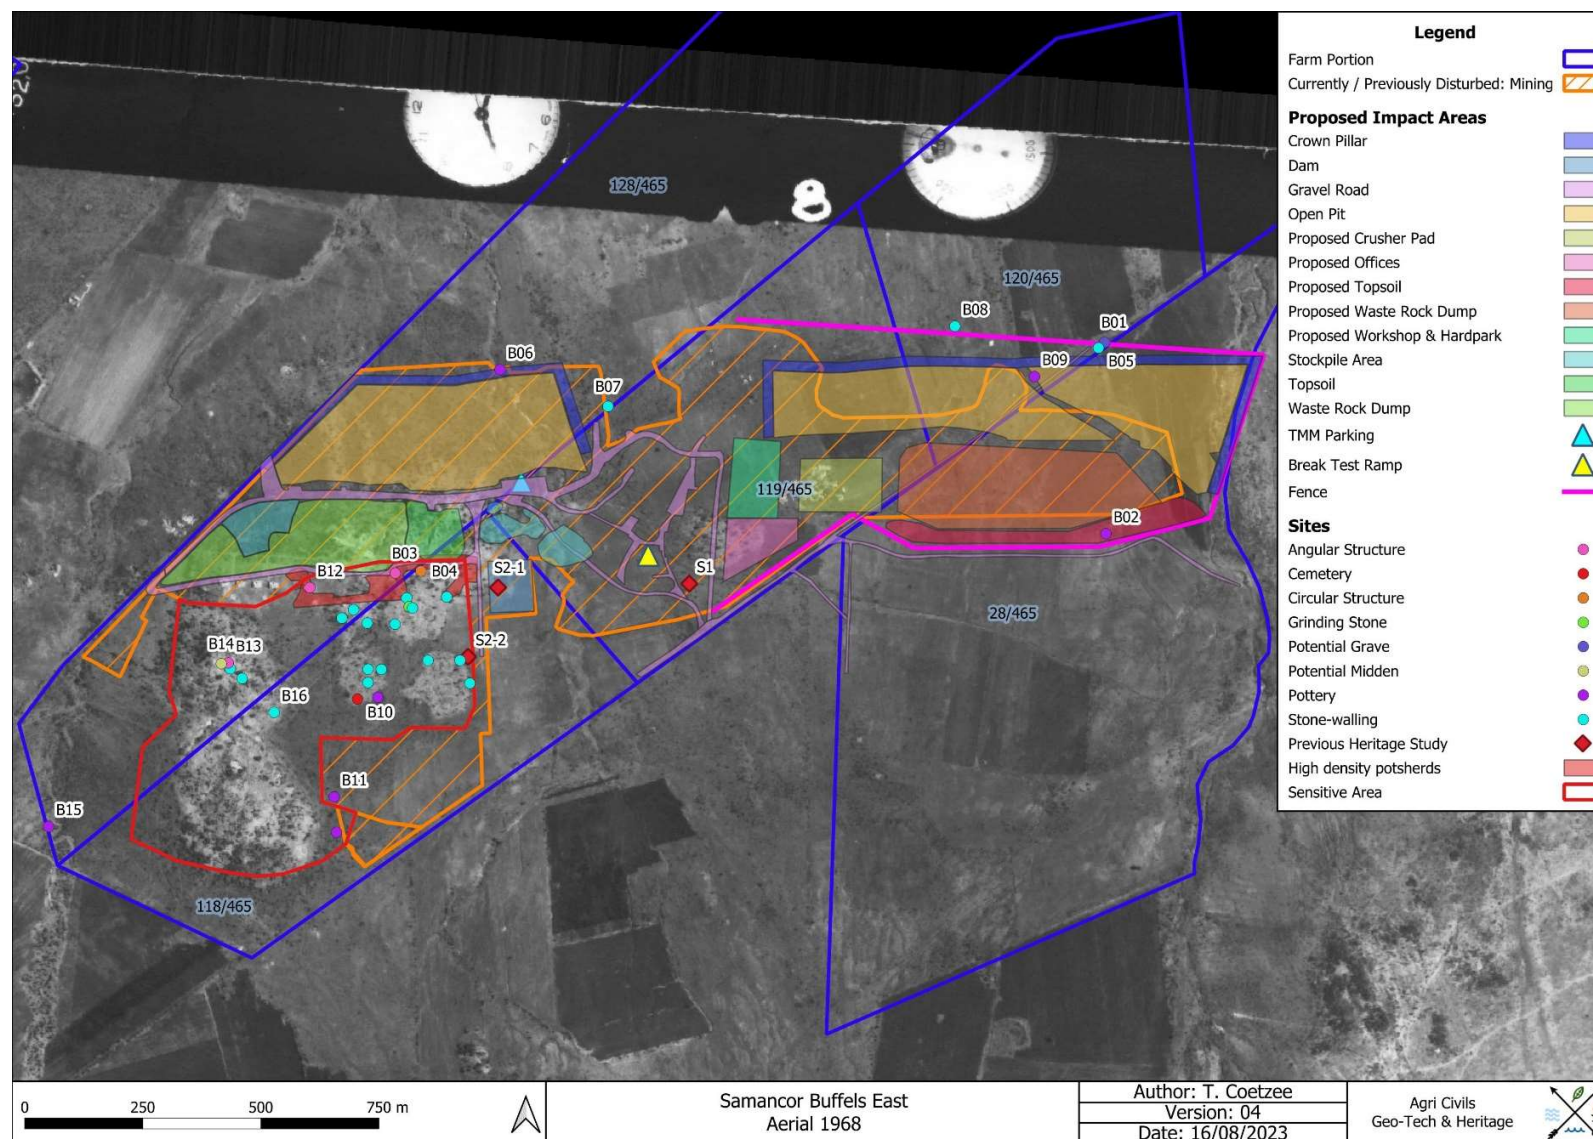 Legend
Farm Portion
Currently / Previously Disturbed: Mining
Proposed Impact Areas
Crown Pillar
Dam
Gravel Road
Open Pit
Proposed Crusher Pad
Proposed Offices
Proposed Topsoil
Proposed Waste Rock Dump
Proposed Workshop & Hardpark
Stockpile Area
Topsoil
Waste Rock Dump
TMM Parking
Break Test Ramp
Fence
Sites
Angular Structure
Cemetery
Circular Structure
Grinding Stone
Potential Grave
Potential Midden
Pottery
Stone-walling
Previous Heritage Study
High density potsherds
Sensitive Area
128/465
8
120/465
B08
B01
B05
B09
B06
B07
119/465
B02
B03
B04
B12
S2-1
S1
28/465
S2-2
B14
B13
B16
B10
B11
B15
118/465
0 250 500 750 m
Samancor Buffels East
Aerial 1968
Author: T. Coetzee
Version: 04
Date: 16/08/2023
Agri Civils
Geo-Tech & Heritage